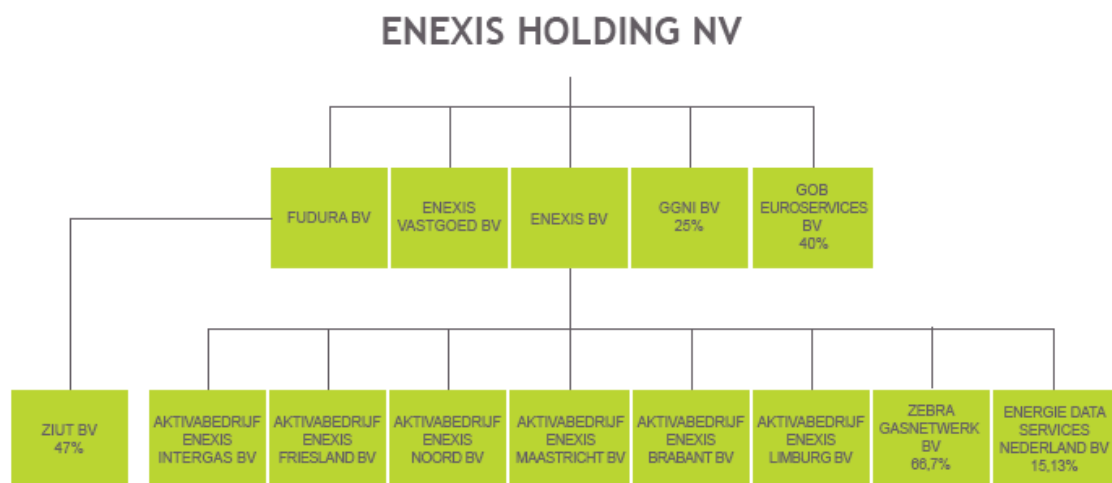 ENEXIS HOLDING NV
FUDURA BV
ENEXIS
VASTGOED BV
ENEXIS BV
GGNI BV
25%
GOB
EUROSERVICES
BV
40%
ZIUT BV
47%
AKTIVABEDRIJF
ENEXIS
INTERGAS BV
AKTIVABEDRIJF
ENEXIS
FRIESLAND BV
AKTIVABEDRIJF
ENEXIS
NOORD BV
AKTIVABEDRIJF
ENEXIS
MAASTRICHT BV
AKTIVABEDRIJF
ENEXIS
BRABANT BV
AKTIVABEDRIJF
ENEXIS
LIMBURG BV
ZEBRA
GASNETWERK
BV
66,7%
ENERGIE DATA
SERVICES
NEDERLAND BV
15,13%